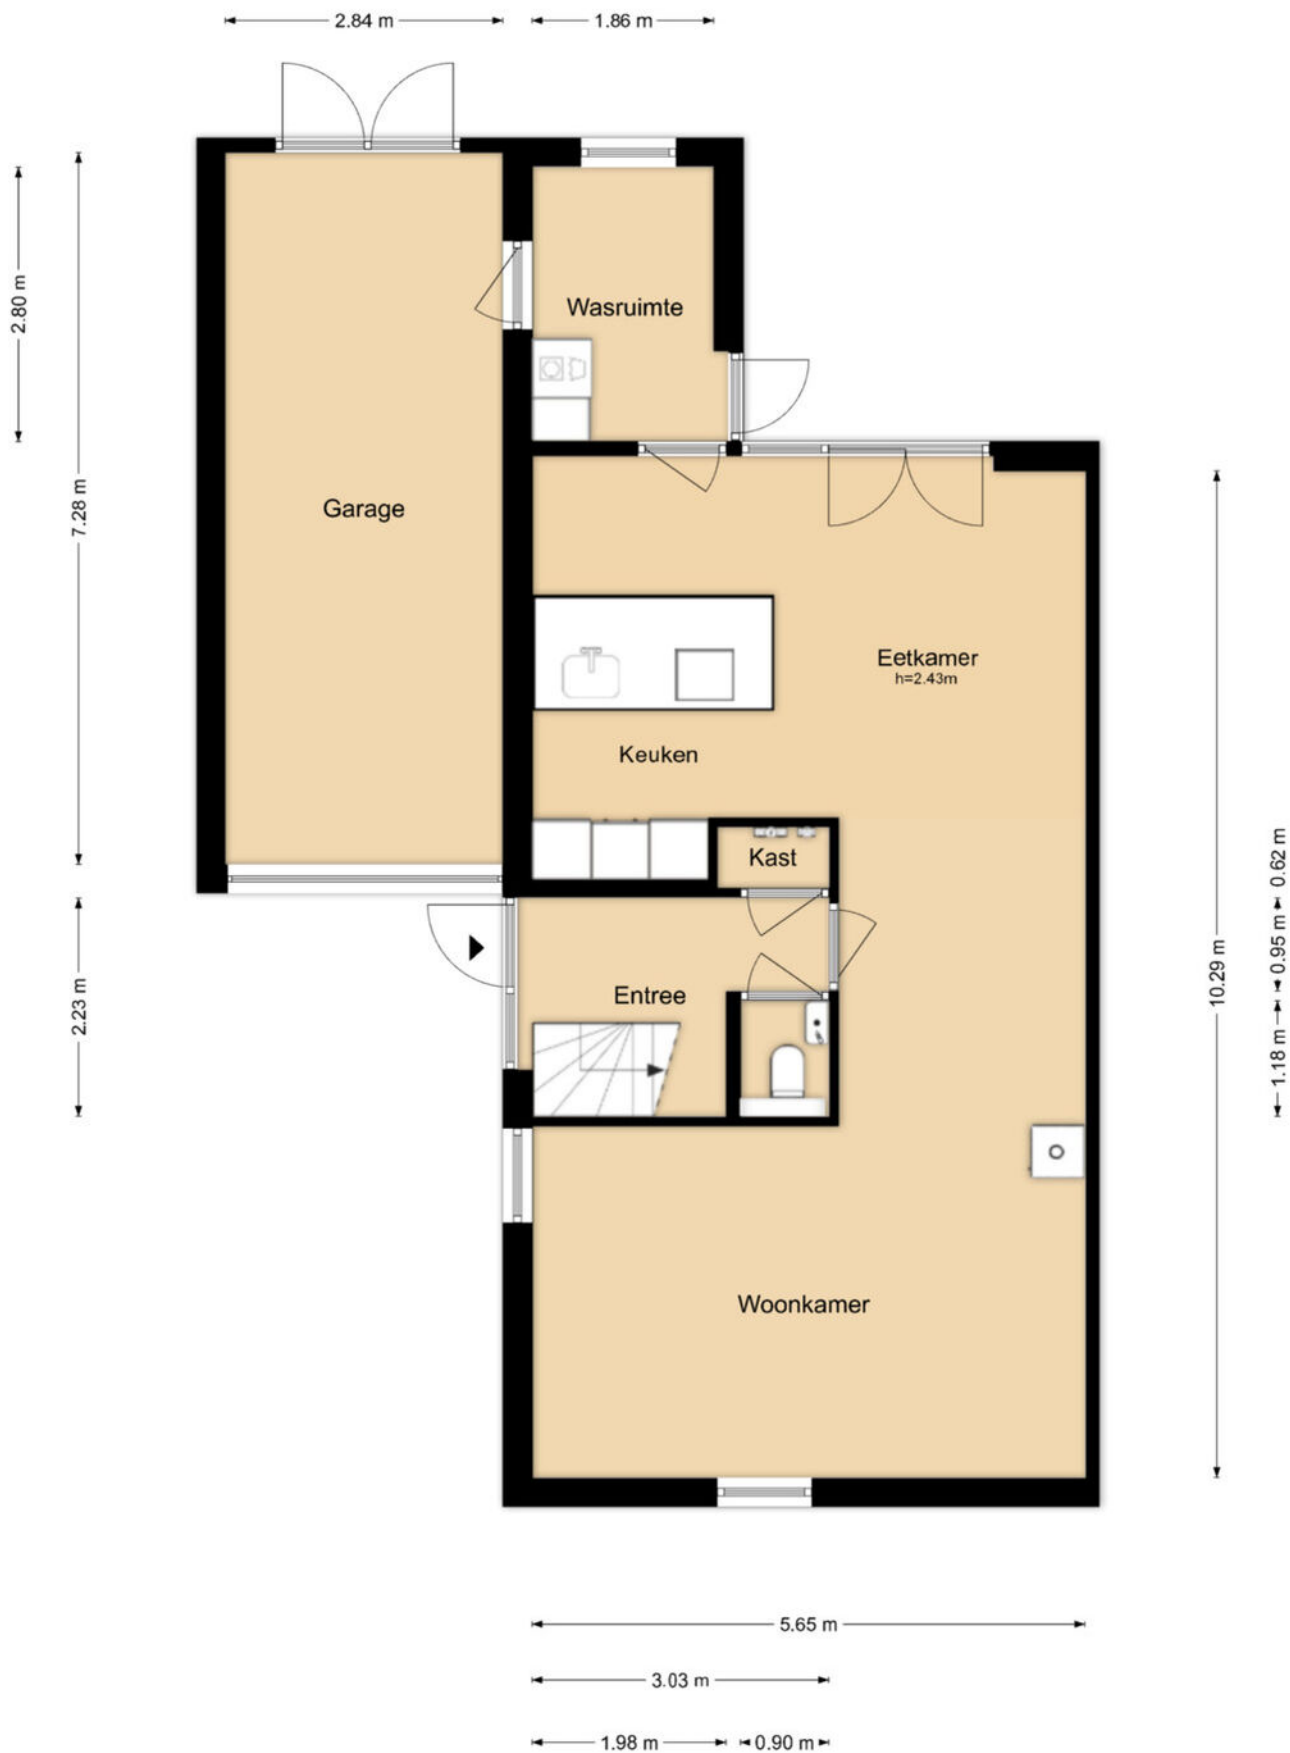 2.84 m
1.86 m
2.80 m
7.28 m
Wasruimte
Garage
Eetkamer
h=2.43m
Keuken
Kast
0.62 m
0.95 m
10.29 m
Entree
2.23 m
1.18 m
Woonkamer
5.65 m
3.03 m
1.98 m
0.90 m